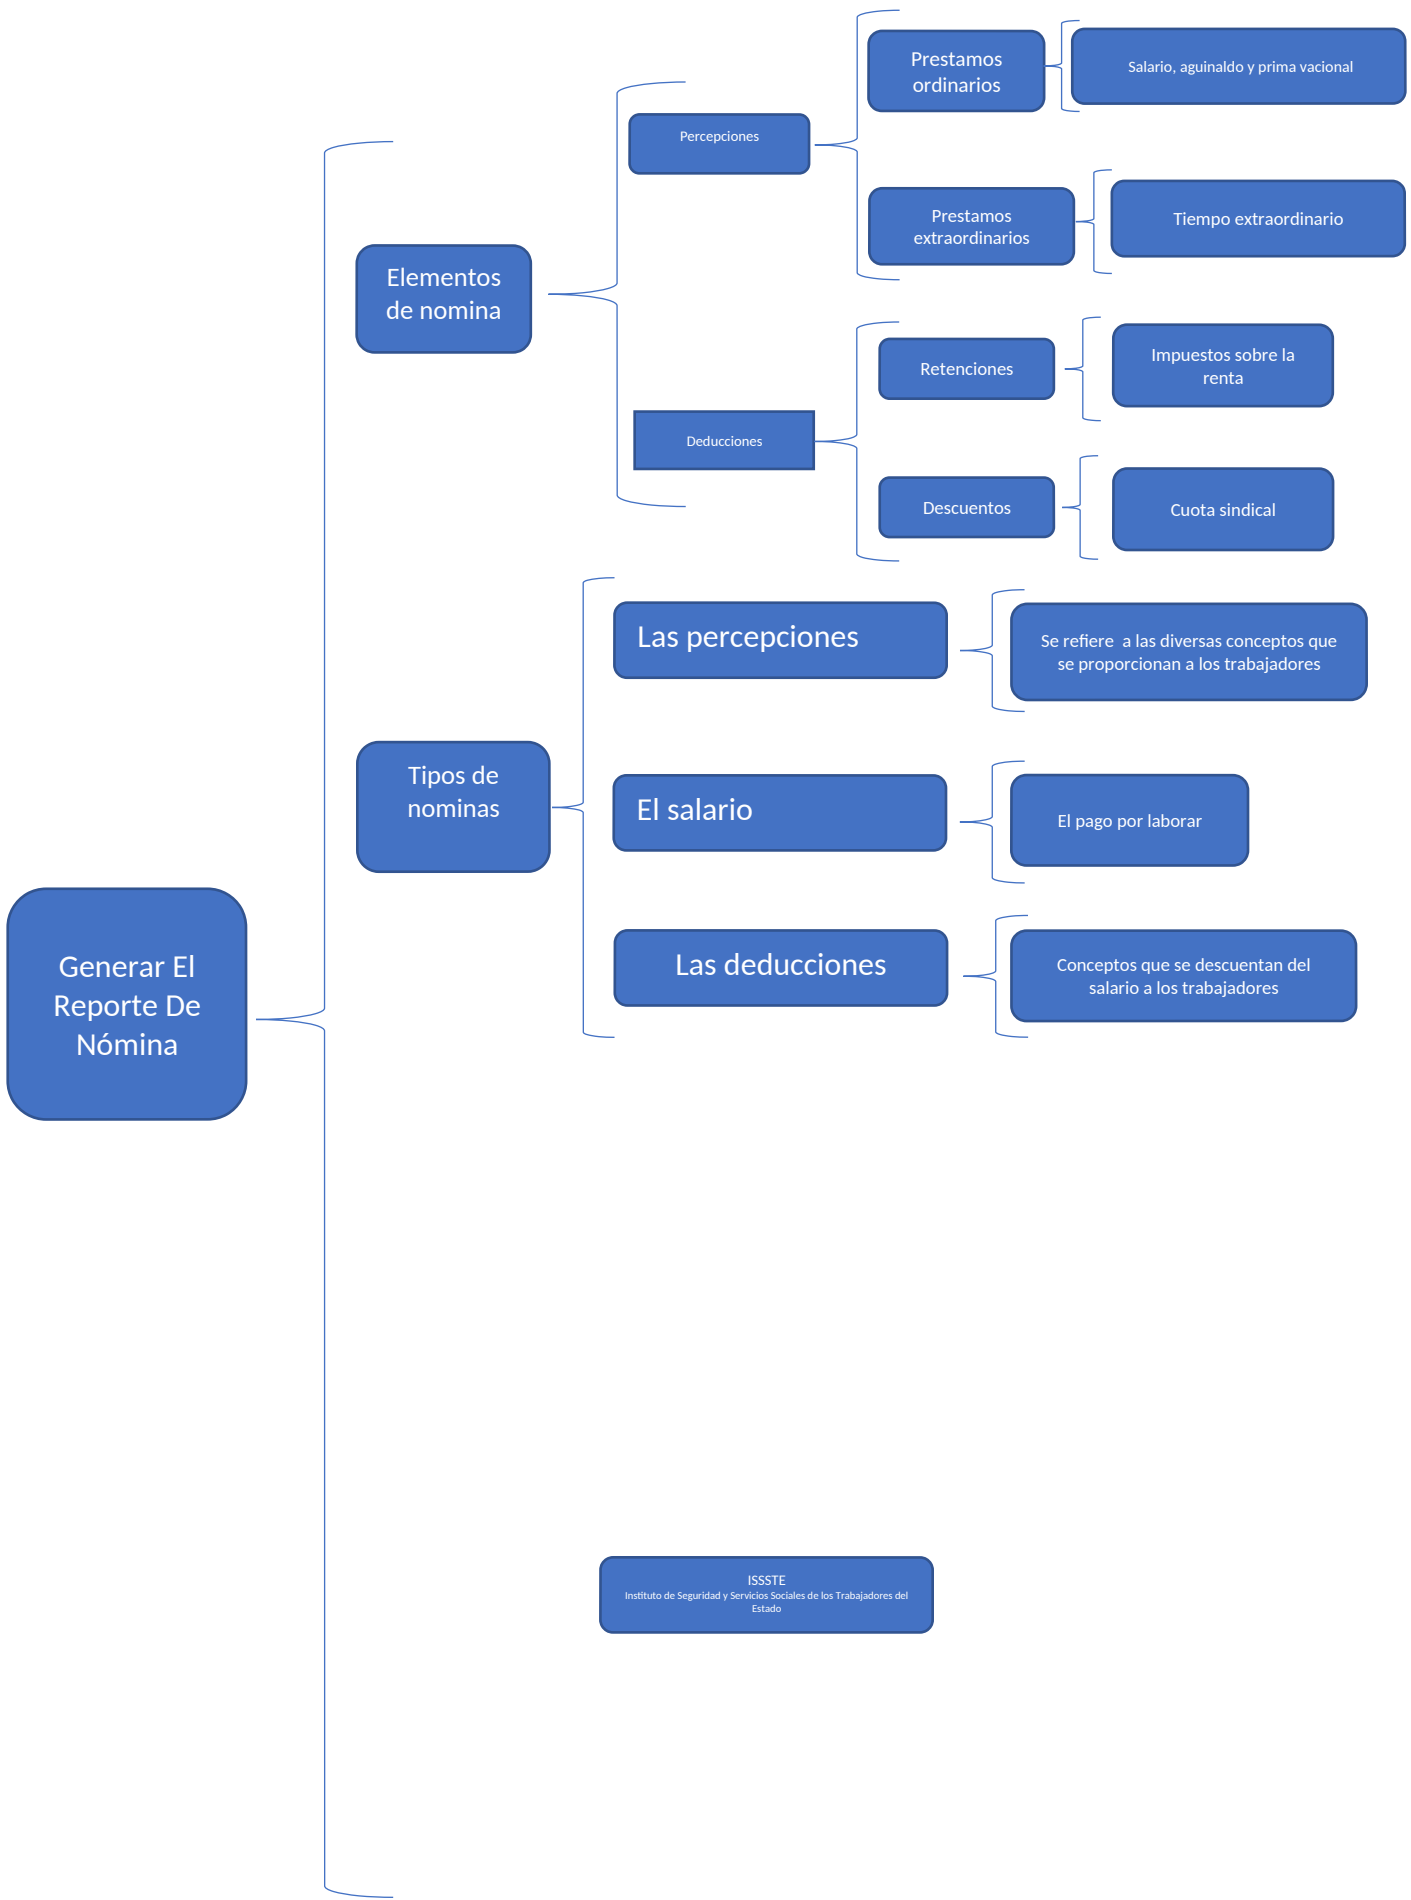 Generar El
Reporte De
Nómina
Elementos
de nomina
Percepciones
Prestamos
ordinarios
Salario, aguinaldo y prima vacional
Prestamos
extraordinarios
Tiempo extraordinario
Deducciones
Retenciones
Impuestos sobre la
renta
Descuentos
Cuota sindical
Tipos de
nominas
Las percepciones
Se refiere  a las diversas conceptos que
se proporcionan a los trabajadores
El salario
El pago por laborar
Las deducciones
Conceptos que se descuentan del
salario a los trabajadores
ISSSTE
Instituto de Seguridad y Servicios Sociales de los Trabajadores del
Estado